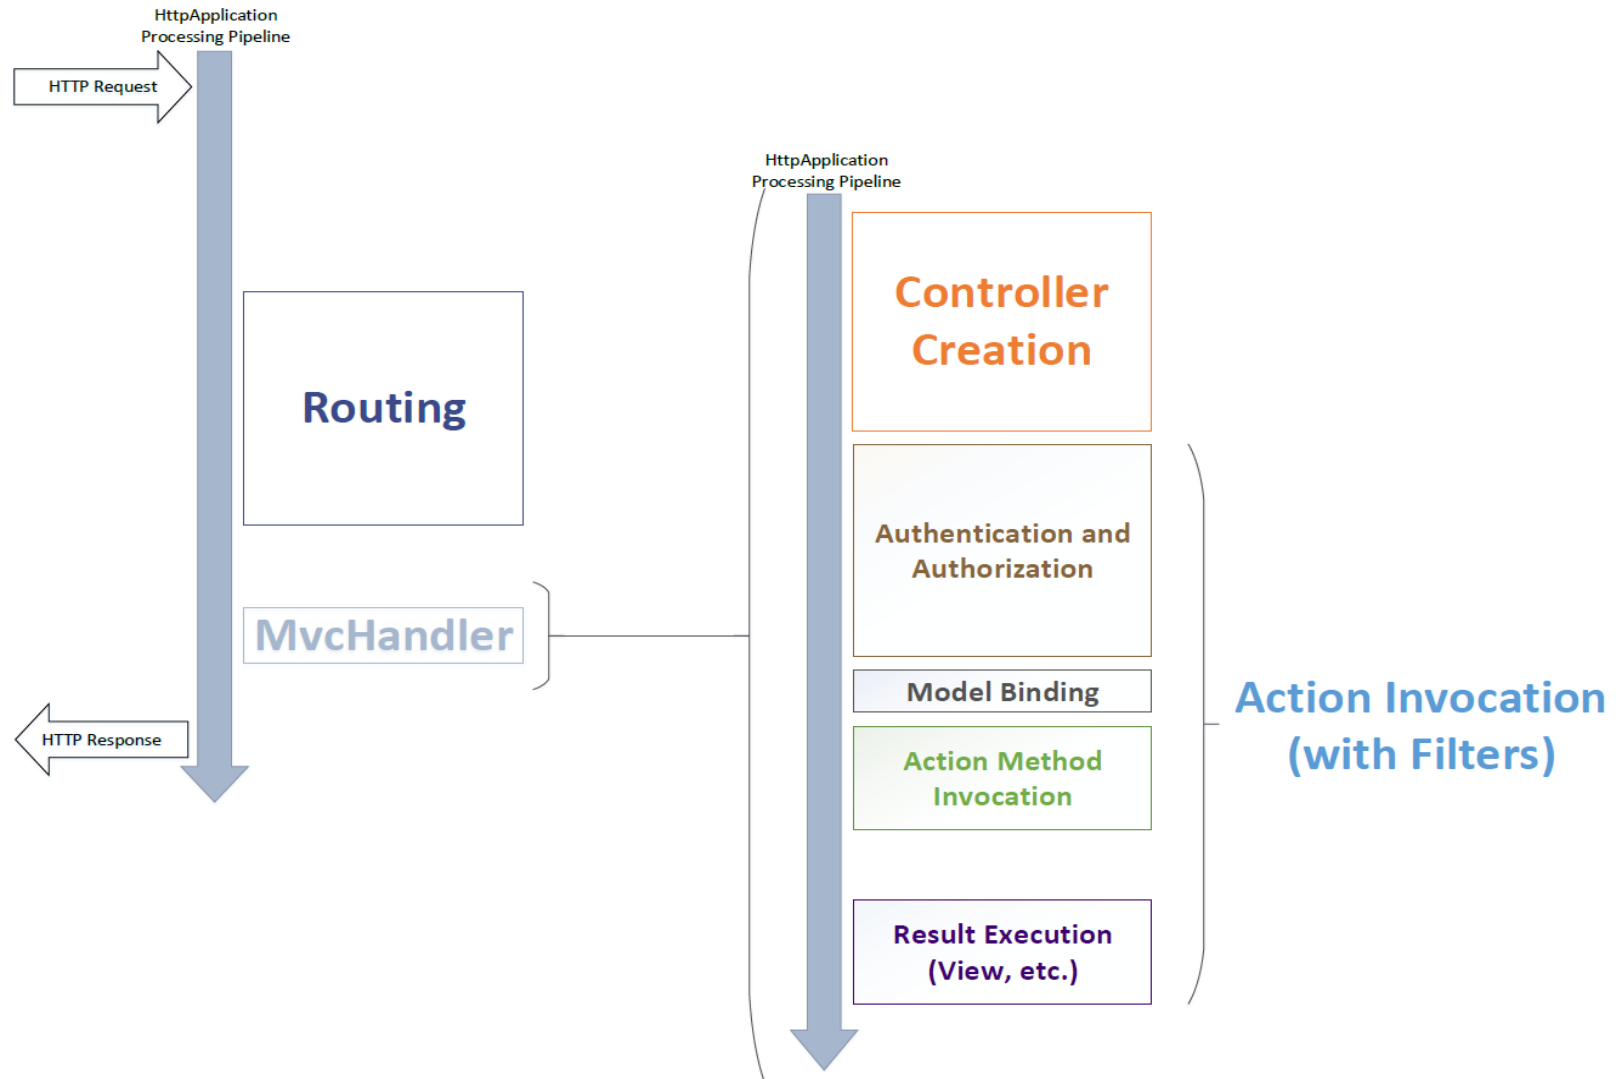 HttpApplication
Processing Pipeline
HTTP Request
Routing
MvcHandler
HTTP Response
HttpApplication
Processing Pipeline
Controller
Creation
Authentication and
Authorization
Model Binding
Action Method
Invocation
Result Execution
(View, etc.)
Action Invocation
(with Filters)